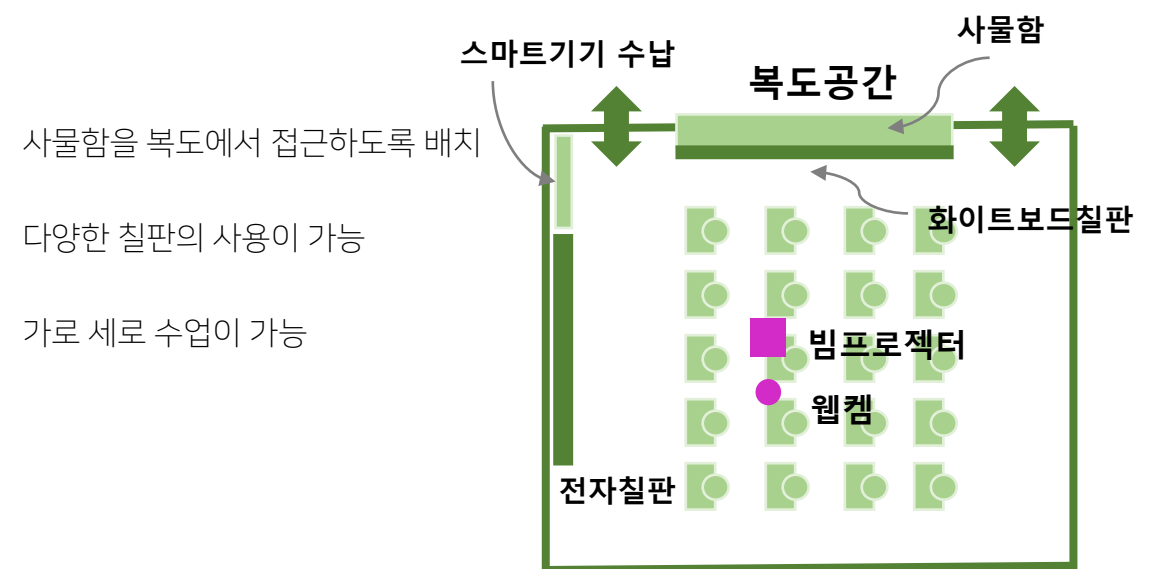 사물함
스마트기기 수납
복도공간
사물함을 복도에서 접근하도록 배치
화이트보드칠판
다양한 칠판의 사용이 가능
가로 세로 수업이 가능
빔프로젝터
웹켐
전자칠판